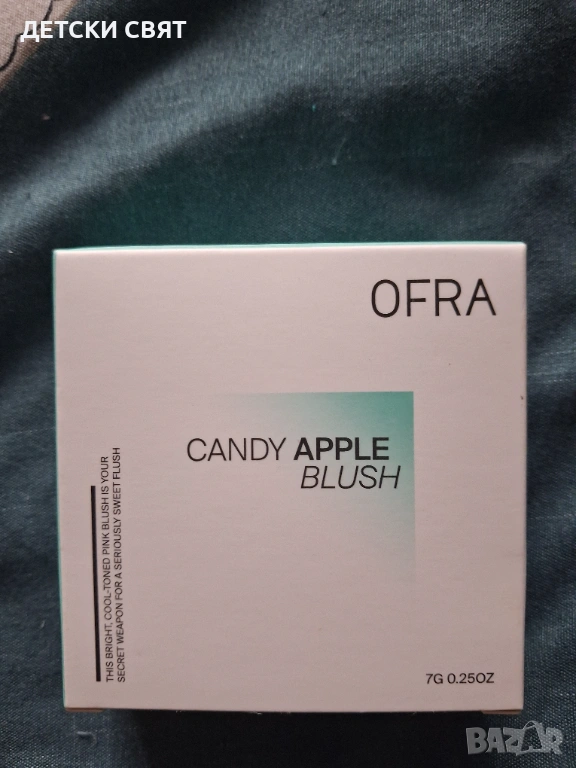 ДЕТСКИ СВЯТ
OFRA
CANDY APPLE
BLUSH
THIS BRIGHT, COOL-TONED PINK BLUSH IS YOUR
SECRET WEAPON FOR A SERIOUSLY SWEET FLUSH
7G 0.25OZ
BAZAR